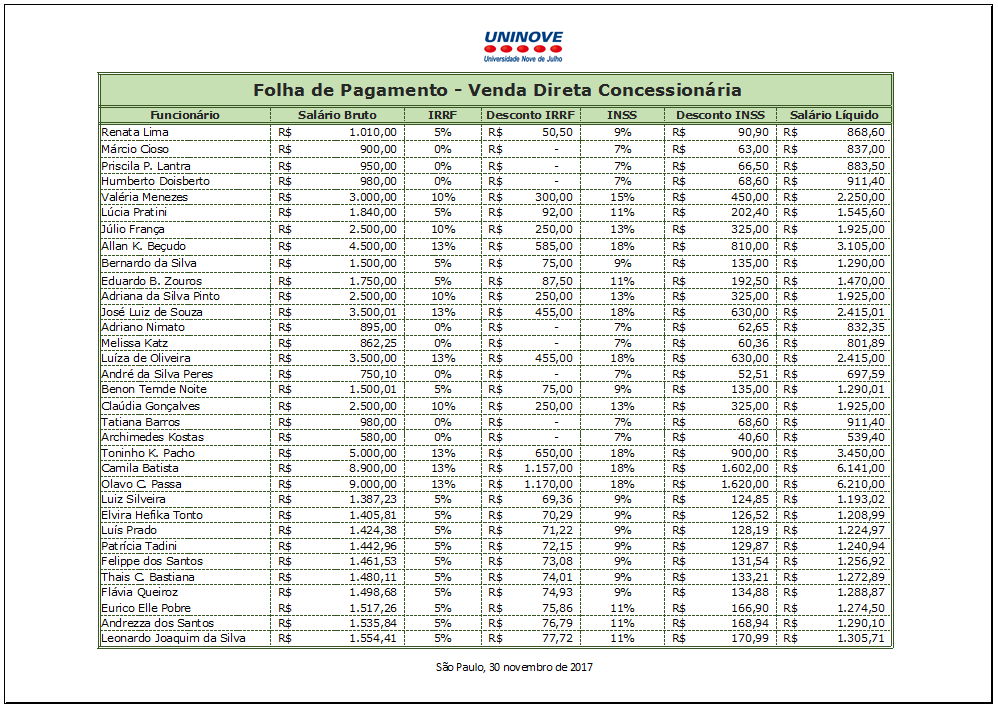 UNINOVE
Universidade Nove de Julho
Folha de Pagamento - Venda Direta Concessionária
Funcionário Salário Bruto IRRF Desconto IRRF INSS Desconto INSS Salário Líquido
Renata Lima R$ 1.010,00 5% R$ 50,50 9% R$ 90,90 R$ 868,60
Márcio Cioso R$ 900,00 0% R$ - 7% R$ 63,00 R$ 837,00
Priscila P. Lantra R$ 950,00 0% R$ - 7% R$ 66,50 R$ 883,50
Humberto Doisberto R$ 980,00 0% R$ - 7% R$ 68,60 R$ 911,40
Valéria Menezes R$ 3.000,00 10% R$ 300,00 15% R$ 450,00 R$ 2.250,00
Lúcia Pratini R$ 1.840,00 5% R$ 92,00 11% R$ 202,40 R$ 1.545,60
Júlio França R$ 2.500,00 10% R$ 250,00 13% R$ 325,00 R$ 1.925,00
Allan K. Beçudo R$ 4.500,00 13% R$ 585,00 18% R$ 810,00 R$ 3.105,00
Bernardo da Silva R$ 1.500,00 5% R$ 75,00 9% R$ 135,00 R$ 1.290,00
Eduardo B. Zouros R$ 1.750,00 5% R$ 87,50 11% R$ 192,50 R$ 1.470,00
Adriana da Silva Pinto R$ 2.500,00 10% R$ 250,00 13% R$ 325,00 R$ 1.925,00
José Luiz de Souza R$ 3.500,01 13% R$ 455,00 18% R$ 630,00 R$ 2.415,01
Adriano Nimato R$ 895,00 0% R$ - 7% R$ 62,65 R$ 832,35
Melissa Katz R$ 862,25 0% R$ - 7% R$ 60,36 R$ 801,89
Luíza de Oliveira R$ 3.500,00 13% R$ 455,00 18% R$ 630,00 R$ 2.415,00
André da Silva Peres R$ 750,10 0% R$ - 7% R$ 52,51 R$ 697,59
Benon Temde Noite R$ 1.500,01 5% R$ 75,00 9% R$ 135,00 R$ 1.290,01
Claúdia Gonçalves R$ 2.500,00 10% R$ 250,00 13% R$ 325,00 R$ 1.925,00
Tatiana Barros R$ 980,00 0% R$ - 7% R$ 68,60 R$ 911,40
Archimedes Kostas R$ 580,00 0% R$ - 7% R$ 40,60 R$ 539,40
Toninho K. Pacho R$ 5.000,00 13% R$ 650,00 18% R$ 900,00 R$ 3.450,00
Camila Batista R$ 8.900,00 13% R$ 1.157,00 18% R$ 1.602,00 R$ 6.141,00
Olavo C. Passa R$ 9.000,00 13% R$ 1.170,00 18% R$ 1.620,00 R$ 6.210,00
Luiz Silveira R$ 1.387,23 5% R$ 69,36 9% R$ 124,85 R$ 1.193,02
Elvira Hefika Tonto R$ 1.405,81 5% R$ 70,29 9% R$ 126,52 R$ 1.208,99
Luís Prado R$ 1.424,38 5% R$ 71,22 9% R$ 128,19 R$ 1.224,97
Patrícia Tadini R$ 1.442,96 5% R$ 72,15 9% R$ 129,87 R$ 1.240,94
Felippe dos Santos R$ 1.461,53 5% R$ 73,08 9% R$ 131,54 R$ 1.256,92
Thais C. Bastiana R$ 1.480,11 5% R$ 74,01 9% R$ 133,21 R$ 1.272,89
Flávia Queiroz R$ 1.498,68 5% R$ 74,93 9% R$ 134,88 R$ 1.288,87
Eurico Elle Pobre R$ 1.517,26 5% R$ 75,86 11% R$ 166,90 R$ 1.274,50
Andrezza dos Santos R$ 1.535,84 5% R$ 76,79 11% R$ 168,94 R$ 1.290,10
Leonardo Joaquim da Silva R$ 1.554,41 5% R$ 77,72 11% R$ 170,99 R$ 1.305,71
São Paulo, 30 novembro de 2017